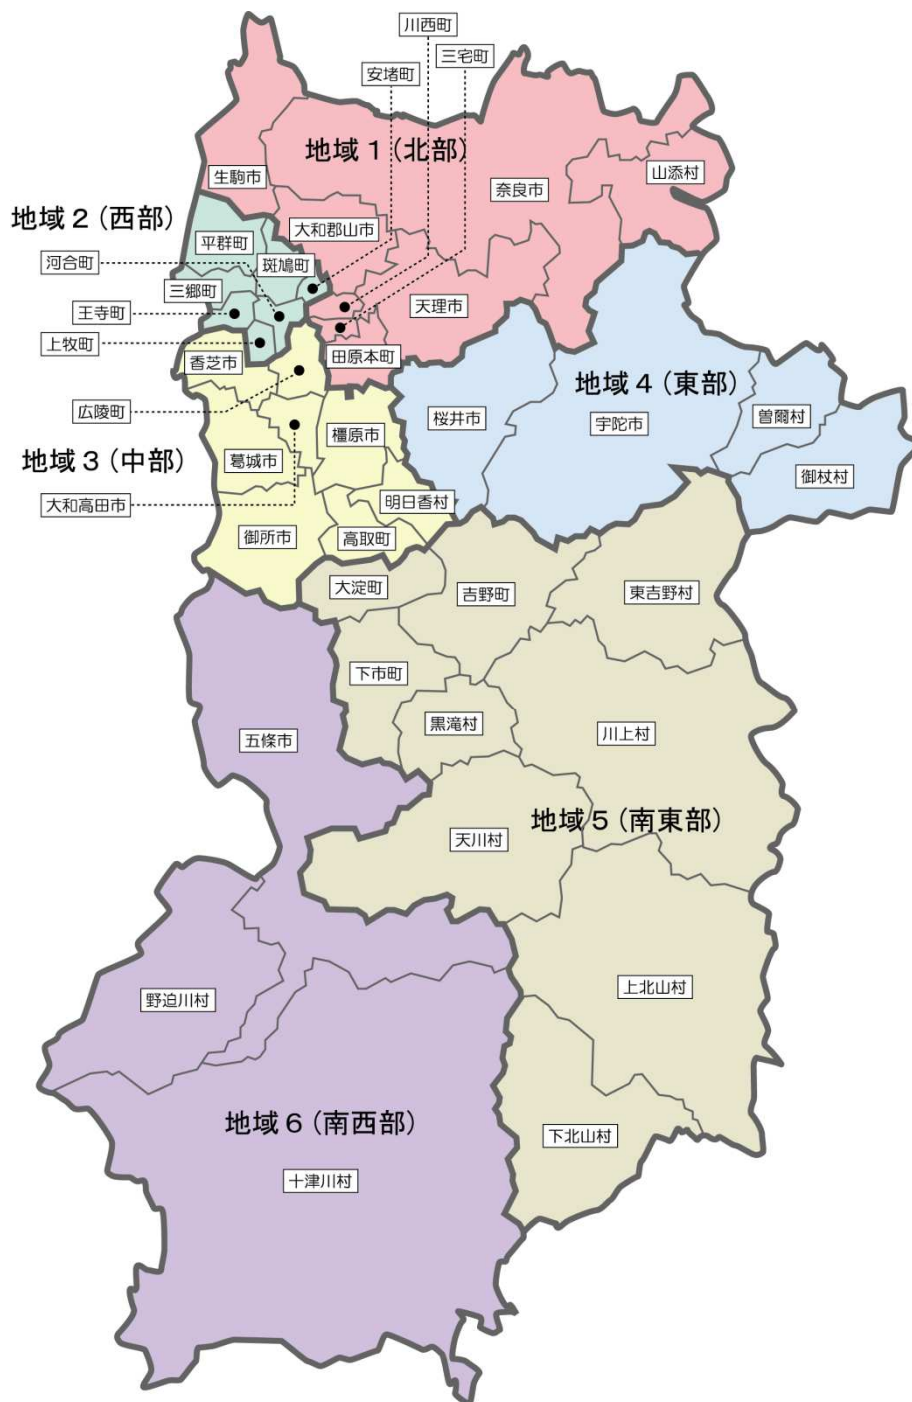 川西町
三宅町
安堵町
地域1(北部)
山添村
生駒市
奈良市
地域2(西部)
大和郡山市
平群町
河合町
斑鳩町
三郷町
王寺町
天理市
上牧町
香芝市
田原本町
地域4(東部)
広陵町
桜井市
宇陀市
曽爾村
橿原市
地域3(中部)
葛城市
御杖村
大和高田市
明日香村
御所市
高取町
大淀町
吉野町
東吉野村
下市町
黒滝村
川上村
五條市
天川村
地域5(南東部)
野迫川村
上北山村
地域6(南西部)
下北山村
十津川村